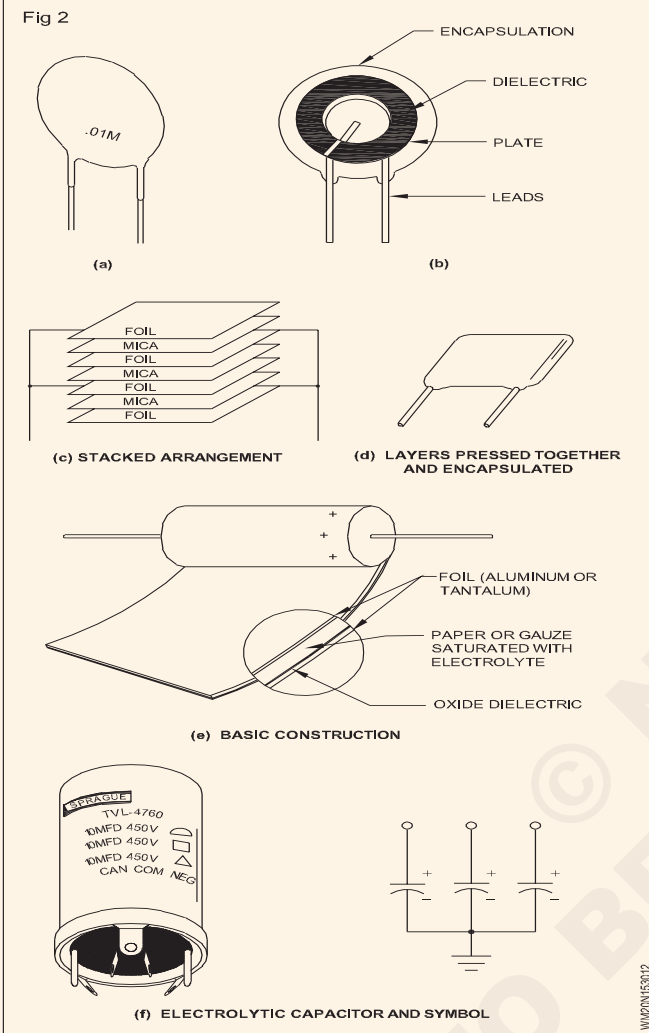 Fig 2
ENCAPSULATION
DIELECTRIC
PLATE
LEADS
.01M
(a)
(b)
FOIL
MICA
FOIL
MICA
FOIL
MICA
FOIL
(c) STACKED ARRANGEMENT
(d) LAYERS PRESSED TOGETHER
AND ENCAPSULATED
+
+
+
FOIL (ALUMINUM OR
TANTALUM)
PAPER OR GAUZE
SATURATED WITH
ELECTROLYTE
OXIDE DIELECTRIC
(e) BASIC CONSTRUCTION
SPRAGUE
TVL-4760
10MFD 450V
10MFD 450V
10MFD 450V
CAN COM NEG
+ + +
− − −
(f) ELECTROLYTIC CAPACITOR AND SYMBOL
WM20N153012
©